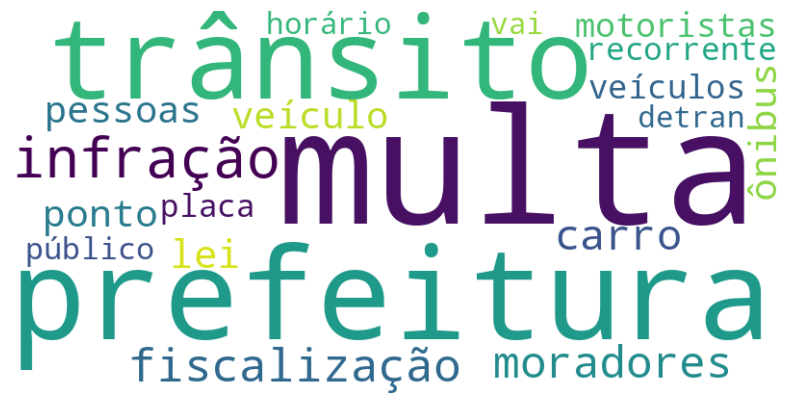 horário
vai
motoristas
trânsito
recorrente
veículos
ônibus
pessoas
veículo
detran
multa
infração
placa
ponto
carro
público
lei
prefeitura
fiscalização
moradores